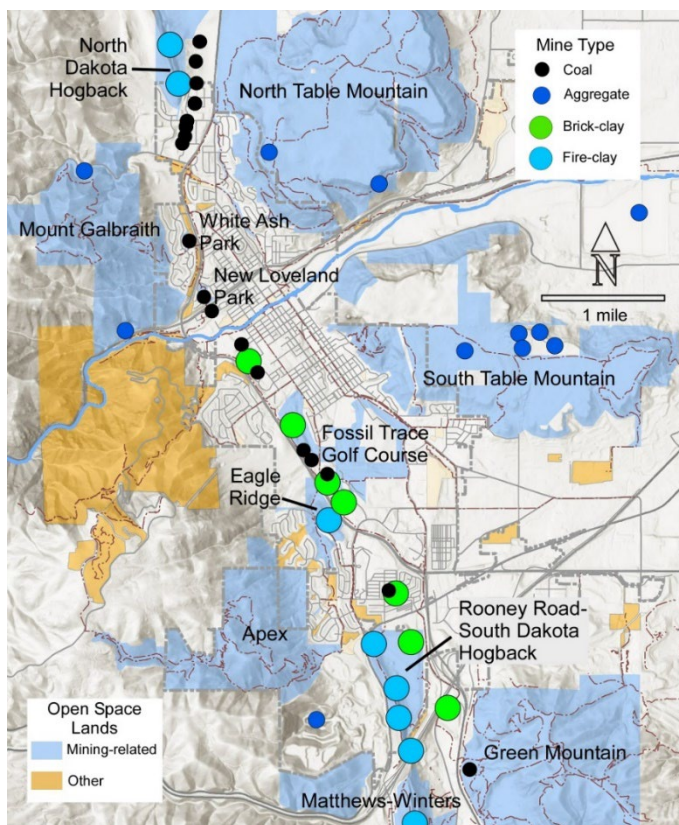 North
Dakota
Hogback
North Table Mountain
Mine Type
Coal
Aggregate
Brick-clay
Fire-clay
Mount Galbraith
White Ash
Park
New Loveland
Park
N
1 mile
South Table Mountain
Fossil Trace
Golf Course
Eagle
Ridge
Rooney Road-
South Dakota
Hogback
Apex
Open Space
Lands
Mining-related
Other
Green Mountain
Matthews-Winters